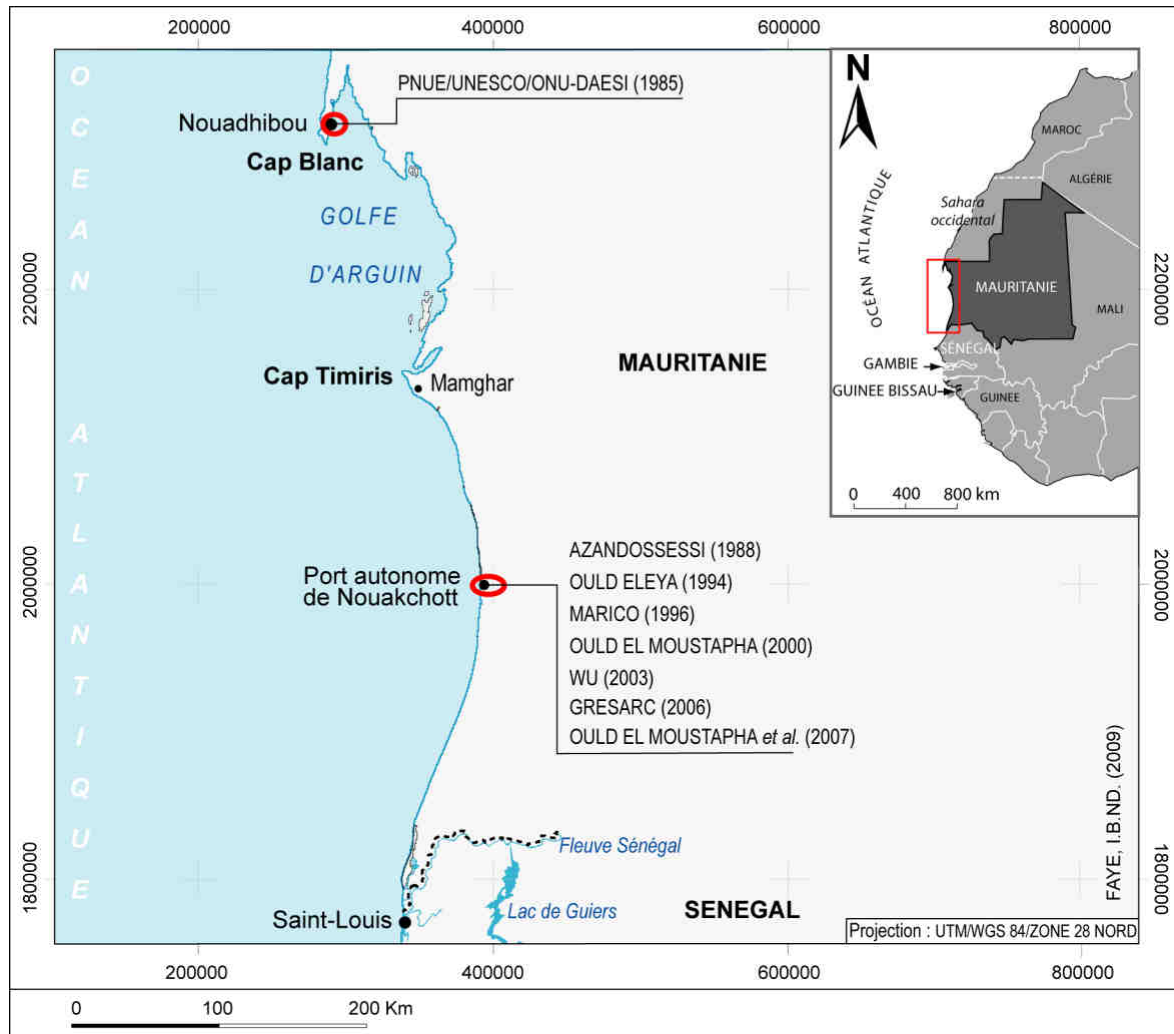 200000
400000
600000
800000
OCEAN ATLANTIQUE
PNUE/UNESCO/ONU-DAESI (1985)
Nouadhibou
Cap Blanc
GOLFE
D'ARGUIN
2200000
2200000
Cap Timiris
Mamghar
MAURITANIE
N
OCÉAN ATLANTIQUE
MAROC
ALGÉRIE
Sahara
occidental
MAURITANIE
MALI
SÉNÉGAL
GAMBIE
GUINEE BISSAU
GUINEE
0 400 800 km
Port autonome
de Nouakchott
2000000
2000000
AZANDOSSESSI (1988)
OULD ELEYA (1994)
MARICO (1996)
OULD EL MOUSTAPHA (2000)
WU (2003)
GRESARC (2006)
OULD EL MOUSTAPHA et al. (2007)
FAYE, I.B.ND. (2009)
Fleuve Sénégal
1800000
1800000
Saint-Louis
Lac de Guiers
SENEGAL
Projection : UTM/WGS 84/ZONE 28 NORD
200000
400000
600000
800000
0 100 200 Km